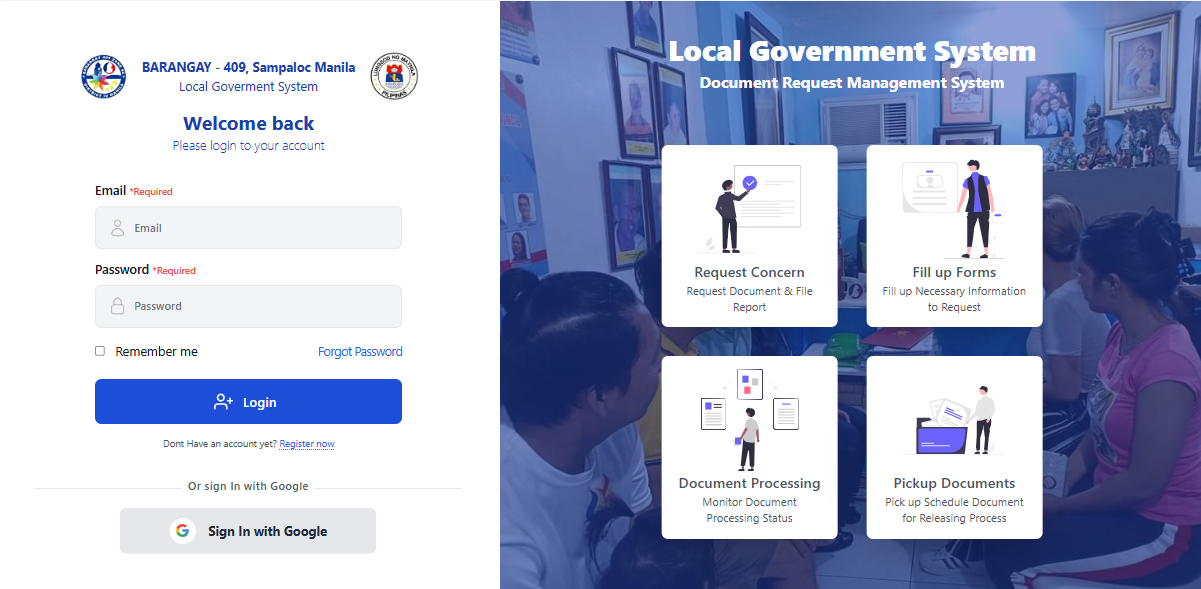 BARANGAY - 409, Sampaloc Manila
Local Goverment System
Welcome back
Please login to your account
Email *Required
Email
Password *Required
Password
Remember me
Forgot Password
Login
Dont Have an account yet? Register now
Or sign In with Google
Sign In with Google
Local Government System
Document Request Management System
Request Concern
Request Document & File
Report
Fill up Forms
Fill up Necessary Information
to Request
Document Processing
Monitor Document
Processing Status
Pickup Documents
Pick up Schedule Document
for Releasing Process